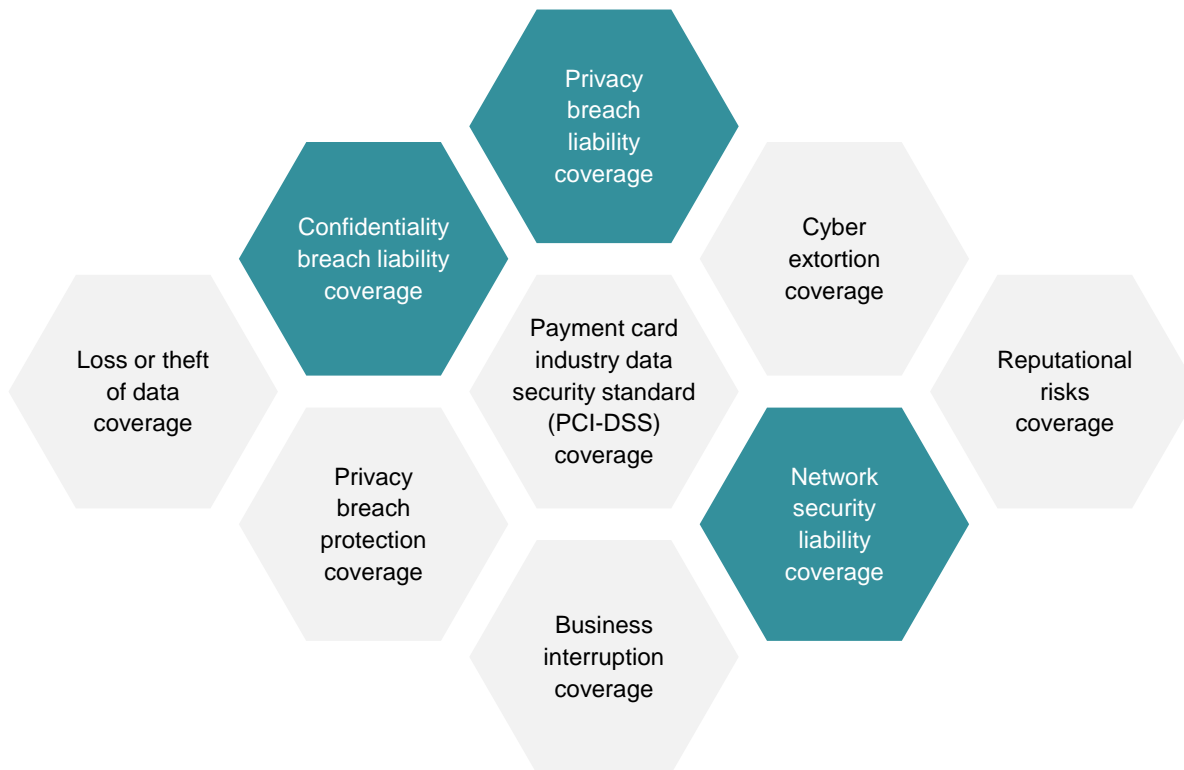 Privacy
breach
liability
coverage
Confidentiality
breach liability
coverage
Cyber
extortion
coverage
Loss or theft
of data
coverage
Payment card
industry data
security standard
(PCI-DSS)
coverage
Reputational
risks
coverage
Privacy
breach
protection
coverage
Network
security
liability
coverage
Business
interruption
coverage